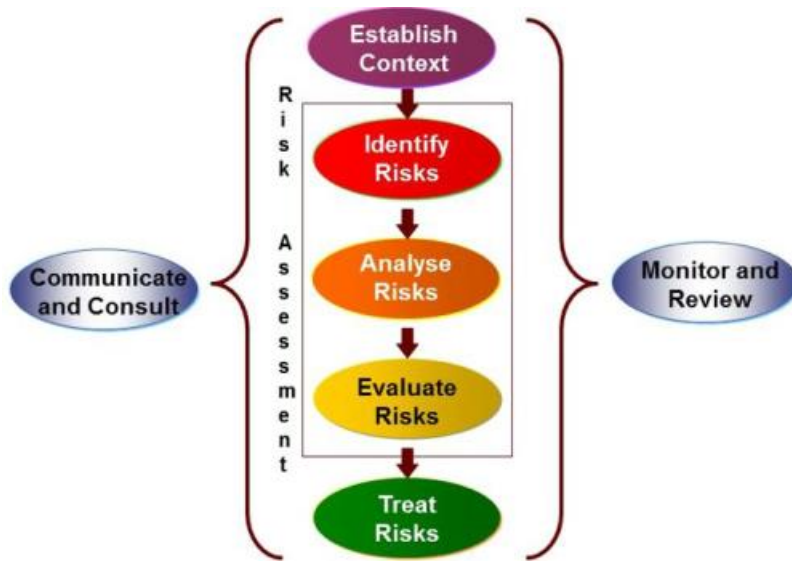 Establish
Context
Risk Assessment
Identify
Risks
Analyse
Risks
Evaluate
Risks
Treat
Risks
Communicate
and Consult
Monitor and
Review